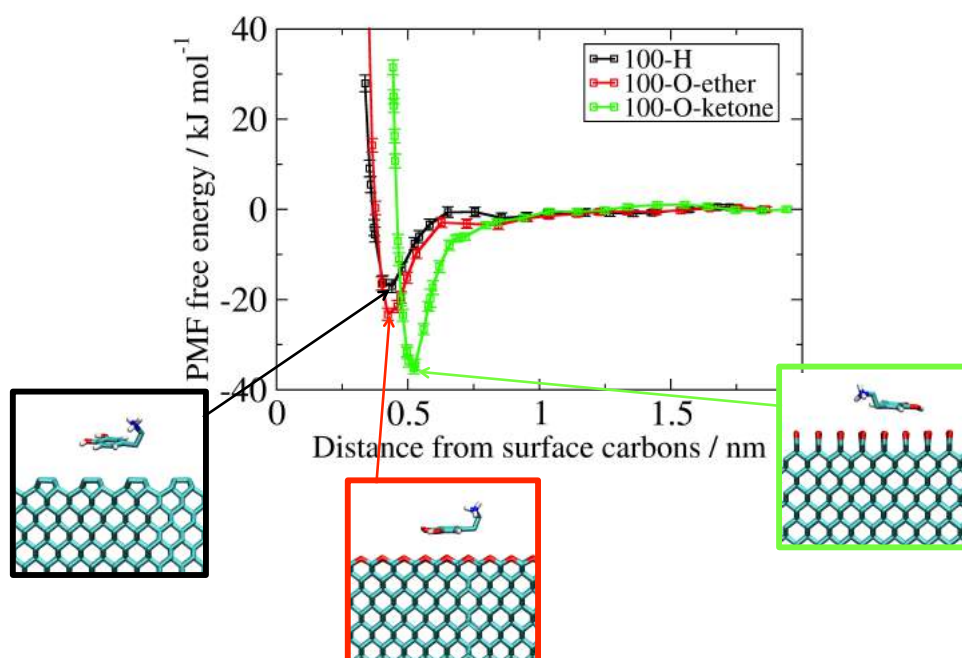 40
20
0
-20
-40
PMF free energy / kJ mol⁻¹
100-H
100-O-ether
100-O-ketone
0 0.5 1 1.5
Distance from surface carbons / nm